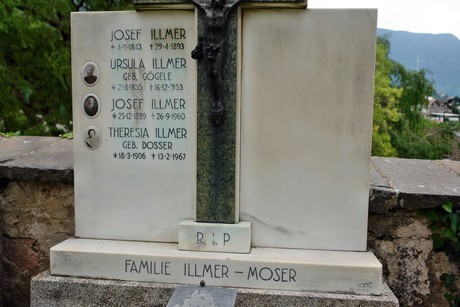 JOSEF ILLMER
*4-11-1843 †29-4-1893
URSULA ILLMER
GEB. GÖGELE
*21-8-1855 †16-12-1953
JOSEF ILLMER
*25-12-1889 †26-9-1960
THERESIA ILLMER
GEB. DOSSER
*18-3-1906 †13-2-1967
R.I.P
FAMILIE ILLMER-MOSER